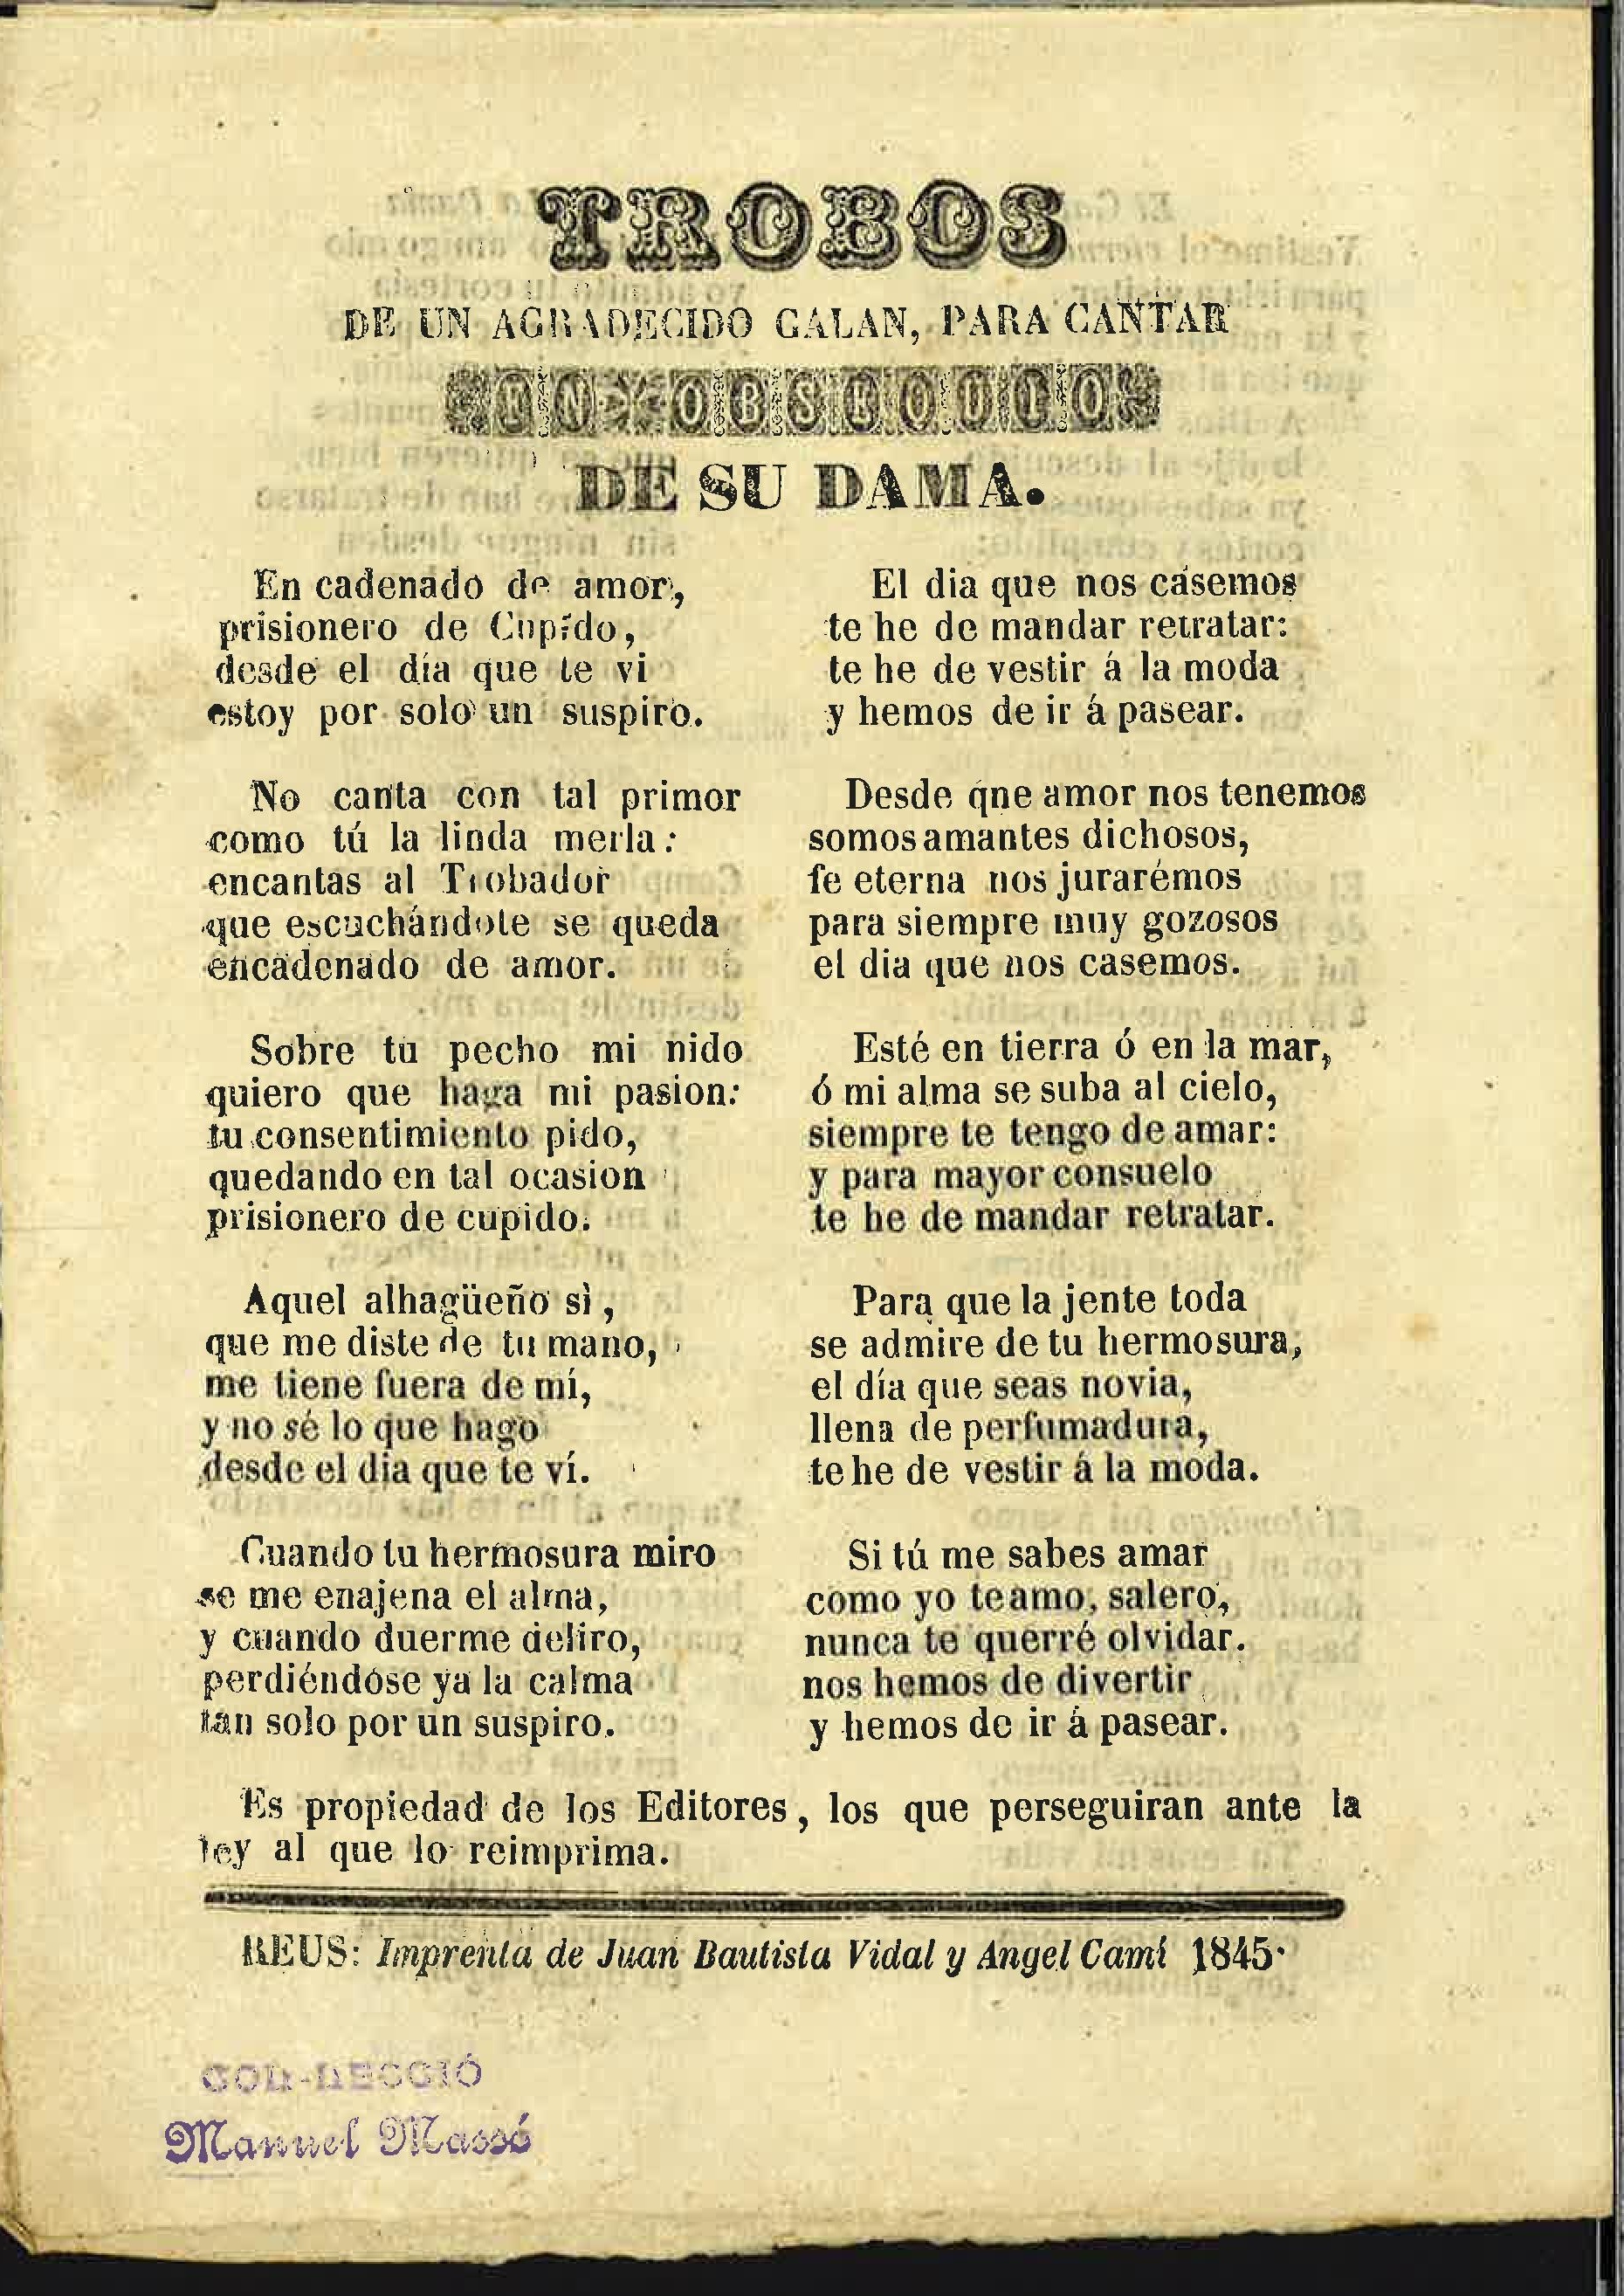 TROBOS
DE UN AGRADECIDO GALAN, PARA CANTAR
EN OBSEQUIO
DE SU DAMA.
En cadenado de amor,
prisionero de Cupído,
desde el día que te vi
estoy por solo un suspiro.
No canta con tal primor
como tú la linda merla:
encantas al Trobador
que escuchándote se queda
encadenado de amor.
Sobre tu pecho mi nido
quiero que haga mi pasion:
tu consentimiento pido,
quedando en tal ocasion
prisionero de cupido.
Aquel alhagüeño sì,
que me diste de tu mano,
me tiene fuera de mí,
y no sé lo que hago
desde el dia que te ví.
Cuando tu hermosura miro
se me enajena el alma,
y cuando duerme deliro,
perdiéndose ya la calma
tan solo por un suspiro.
El dia que nos casemos
te he de mandar retratar:
te he de vestir á la moda
y hemos de ir á pasear.
Desde qne amor nos tenemos
somos amantes dichosos,
fe eterna nos jurarémos
para siempre muy gozosos
el dia que nos casemos.
Esté en tierra ó en la mar,
ó mi alma se suba al cielo,
siempre te tengo de amar:
y para mayor consuelo
te he de mandar retratar.
Para que la jente toda
se admire de tu hermosura,
el día que seas novia,
llena de perfumadura,
te he de vestir á la moda.
Si tú me sabes amar
como yo te amo, salero,
nunca te querré olvidar.
nos hemos de divertir
y hemos de ir á pasear.
Es propiedad de los Editores, los que perseguiran ante la
ley al que lo reimprima.
REUS: Imprenta de Juan Bautista Vidal y Angel Camí 1845.
COL·LECCIÓ
Manuel Massó